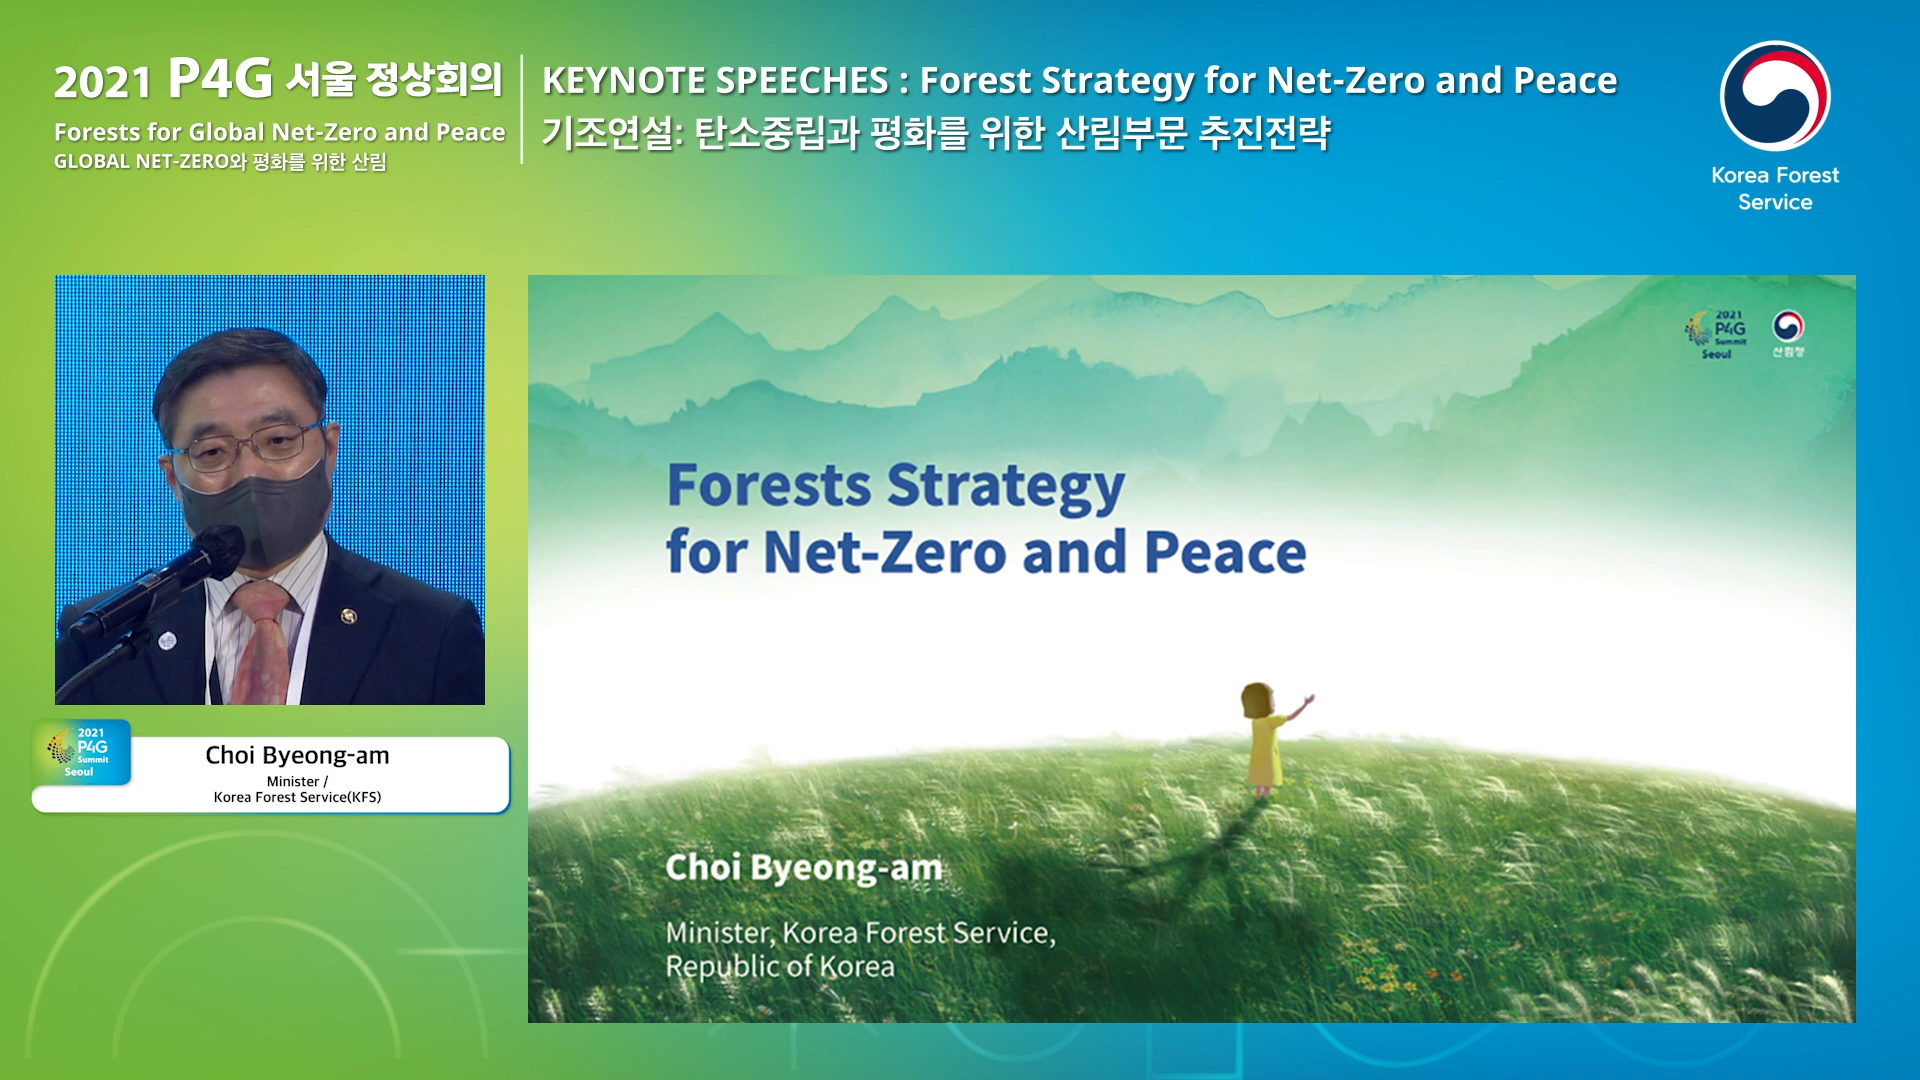 2021 P4G 서울 정상회의
Forests for Global Net-Zero and Peace
GLOBAL NET-ZERO와 평화를 위한 산림
KEYNOTE SPEECHES : Forest Strategy for Net-Zero and Peace
기조연설: 탄소중립과 평화를 위한 산림부문 추진전략
Korea Forest
Service
2021
P4G
Summit
Seoul
산림청
Forests Strategy
for Net-Zero and Peace
Choi Byeong-am
Minister, Korea Forest Service,
Republic of Korea
2021
P4G
Summit
Seoul
Choi Byeong-am
Minister /
Korea Forest Service(KFS)